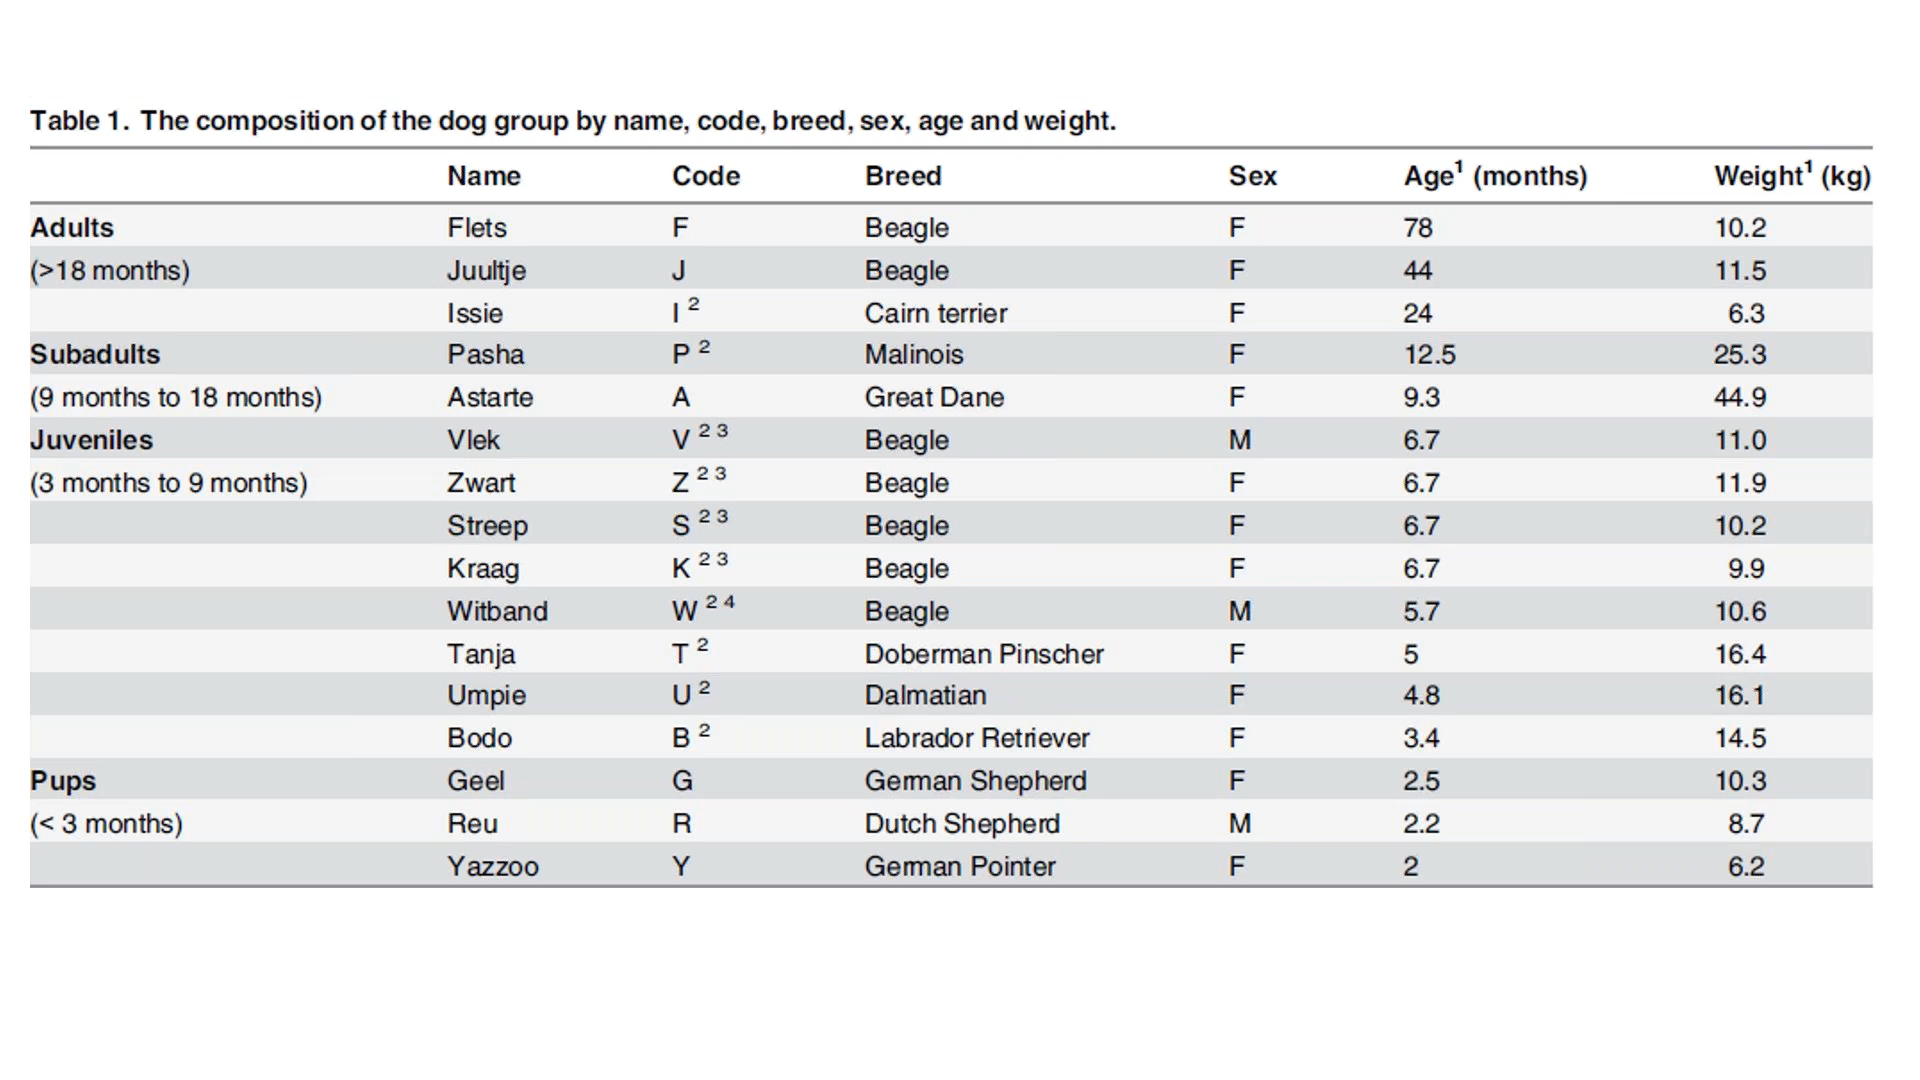 Table 1. The composition of the dog group by name, code, breed, sex, age and weight.
Name Code Breed Sex Age¹ (months) Weight¹ (kg)
Adults Flets F Beagle F 78 10.2
(>18 months) Juultje J Beagle F 44 11.5
Issie I ² Cairn terrier F 24 6.3
Subadults Pasha P ² Malinois F 12.5 25.3
(9 months to 18 months) Astarte A Great Dane F 9.3 44.9
Juveniles Vlek V ² ³ Beagle M 6.7 11.0
(3 months to 9 months) Zwart Z ² ³ Beagle F 6.7 11.9
Streep S ² ³ Beagle F 6.7 10.2
Kraag K ² ³ Beagle F 6.7 9.9
Witband W ² ⁴ Beagle M 5.7 10.6
Tanja T ² Doberman Pinscher F 5 16.4
Umpie U ² Dalmatian F 4.8 16.1
Bodo B ² Labrador Retriever F 3.4 14.5
Pups Geel G German Shepherd F 2.5 10.3
(< 3 months) Reu R Dutch Shepherd M 2.2 8.7
Yazzoo Y German Pointer F 2 6.2